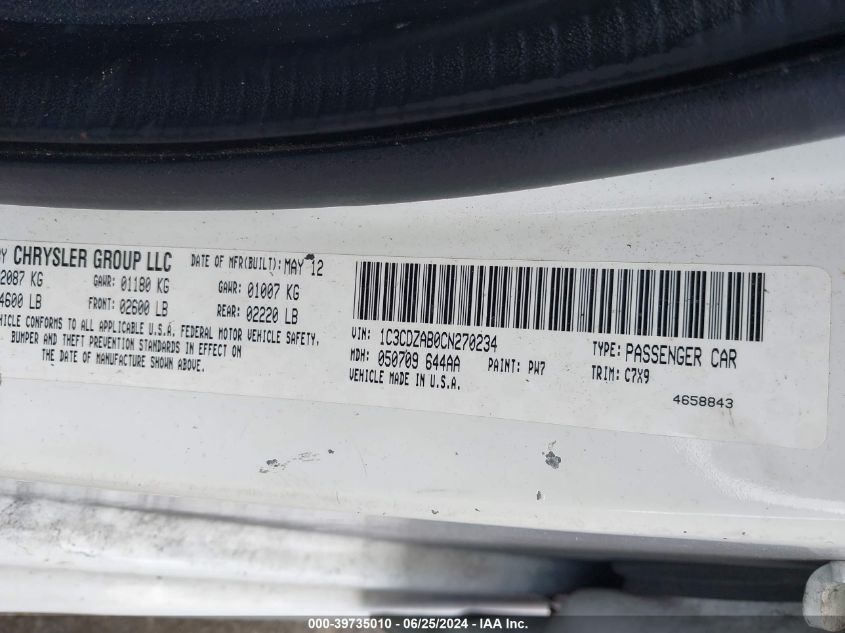 CHRYSLER GROUP LLC
DATE OF MFR(BUILT): MAY 12
2087 KG GAWR: 01180 KG GAWR: 01007 KG
4600 LB FRONT: 02600 LB REAR: 02220 LB
CONFORMS TO ALL APPLICABLE U.S.A. FEDERAL MOTOR VEHICLE SAFETY,
BUMPER AND THEFT PREVENTION STANDARDS IN EFFECT ON
THE DATE OF MANUFACTURE SHOWN ABOVE.
VIN: 1C3CDZAB0CN270234 TYPE: PASSENGER CAR
MDH: 050709 644AA PAINT: PW7 TRIM: C7X9
VEHICLE MADE IN U.S.A.
4658843
000-39735010 - 06/25/2024 - IAA Inc.